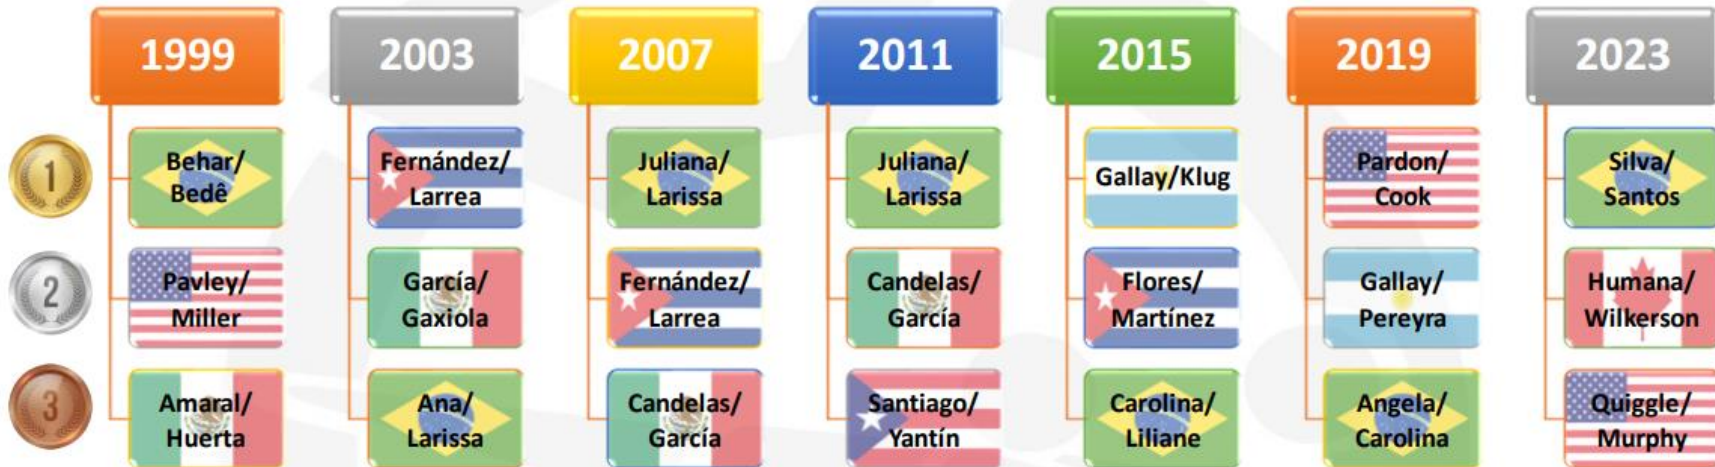 1999
2003
2007
2011
2015
2019
2023
1
Behar/
Bedê
Fernández/
Larrea
Juliana/
Larissa
Juliana/
Larissa
Gallay/Klug
Pardon/
Cook
Silva/
Santos
2
Pavley/
Miller
García/
Gaxiola
Fernández/
Larrea
Candelas/
García
Flores/
Martínez
Gallay/
Pereyra
Humana/
Wilkerson
3
Amaral/
Huerta
Ana/
Larissa
Candelas/
García
Santiago/
Yantín
Carolina/
Liliane
Angela/
Carolina
Quiggle/
Murphy